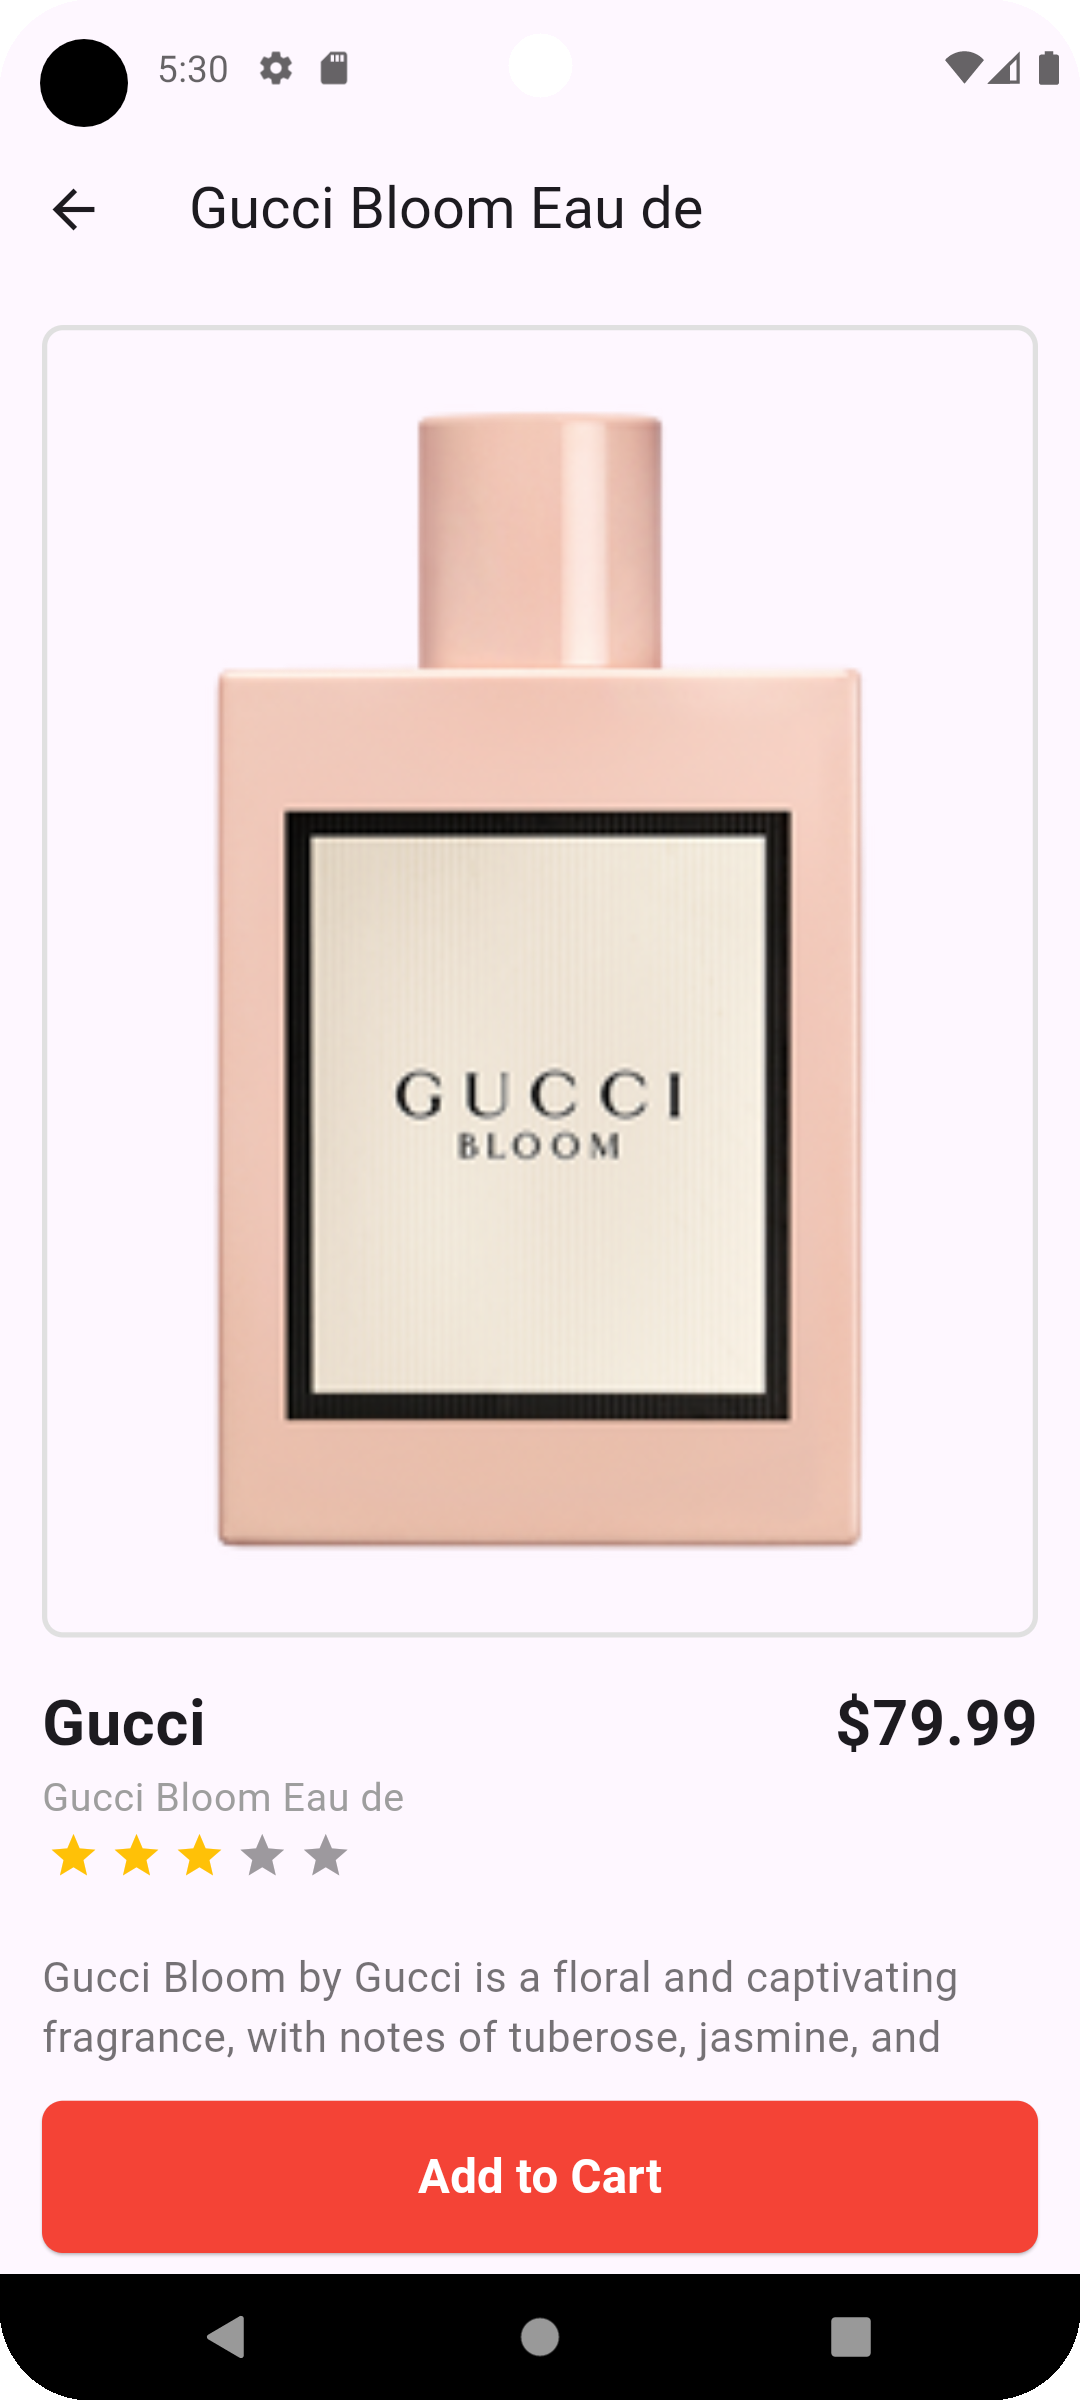 5:30
Gucci Bloom Eau de
GUCCI
BLOOM
Gucci
$79.99
Gucci Bloom Eau de
Gucci Bloom by Gucci is a floral and captivating
fragrance, with notes of tuberose, jasmine, and
Add to Cart